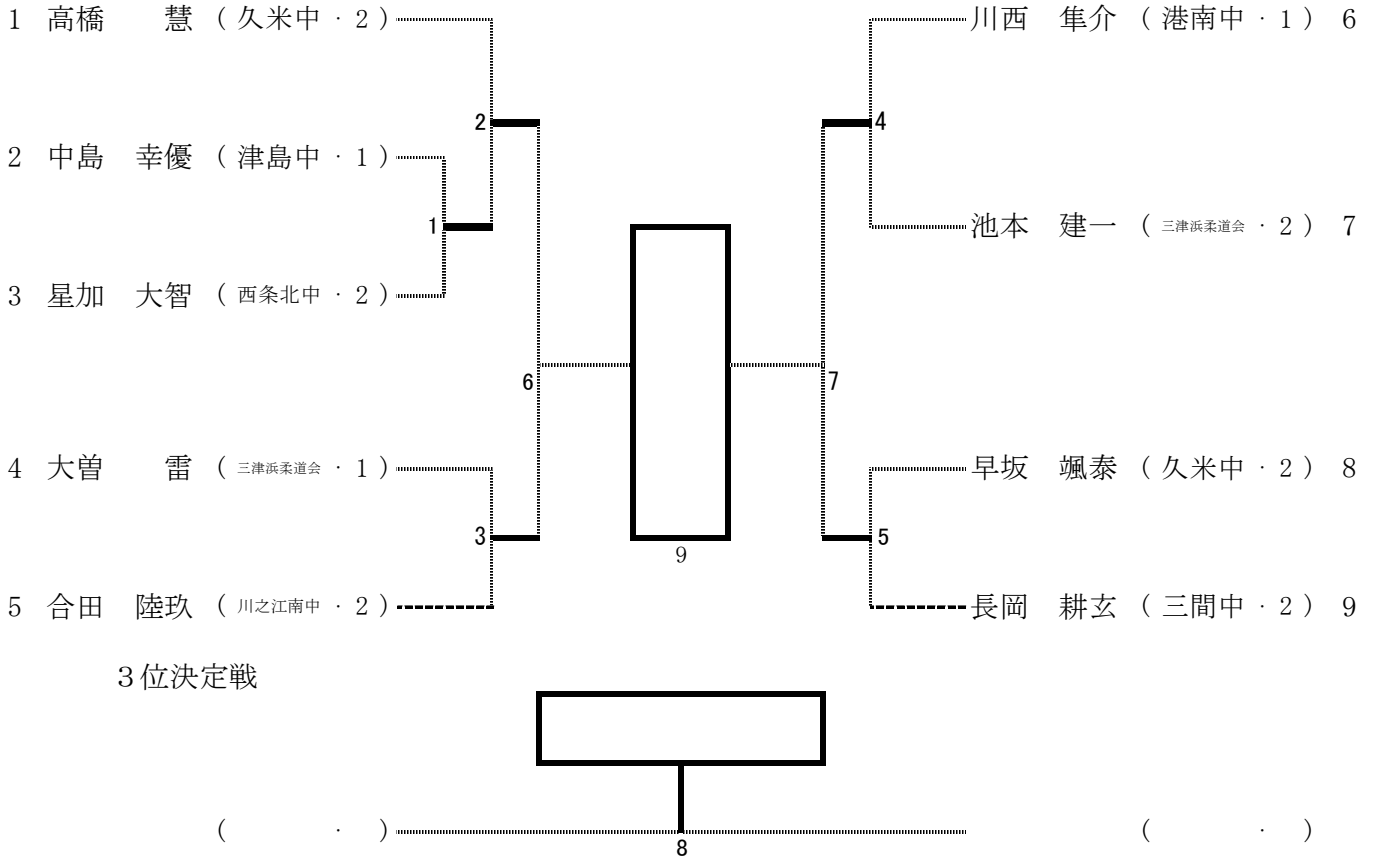 1 高橋　　慧 （ 久米中 · 2 ）
川西　隼介 （ 港南中 · 1 ） 6
2
4
2 中島　幸優 （ 津島中 · 1 ）
1
池本　建一 （ 三津浜柔道会 · 2 ） 7
3 星加　大智 （ 西条北中 · 2 ）
6
7
4 大曽　　雷 （ 三津浜柔道会 · 1 ）
早坂　颯泰 （ 久米中 · 2 ） 8
3
5
9
5 合田　陸玖 （ 川之江南中 · 2 ）
長岡　耕玄 （ 三間中 · 2 ） 9
３位決定戦
（　　　·　　）
（　　　·　　）
8